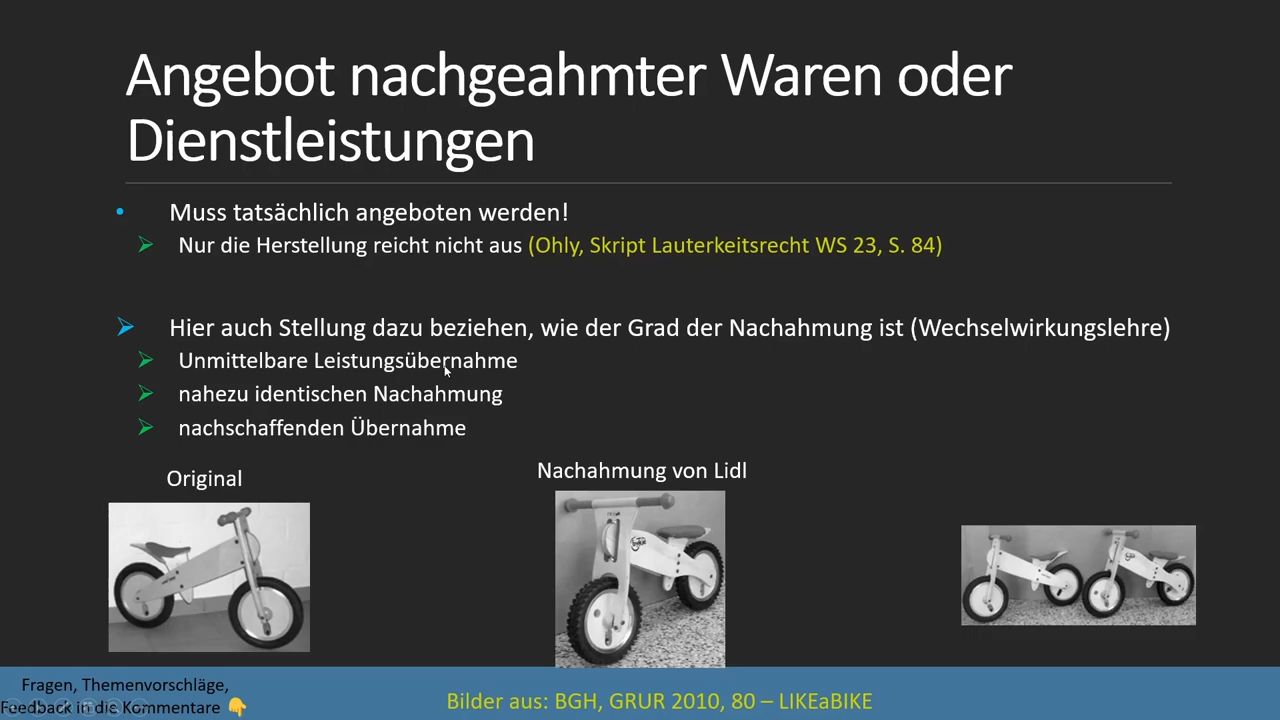 Angebot nachgeahmter Waren oder
Dienstleistungen
Muss tatsächlich angeboten werden!
Nur die Herstellung reicht nicht aus (Ohly, Skript Lauterkeitsrecht WS 23, S. 84)
Hier auch Stellung dazu beziehen, wie der Grad der Nachahmung ist (Wechselwirkungslehre)
Unmittelbare Leistungsübernahme
nahezu identischen Nachahmung
nachschaffenden Übernahme
Original
Nachahmung von Lidl
Fragen, Themenvorschläge,
Feedback in die Kommentare 👇
Bilder aus: BGH, GRUR 2010, 80 – LIKEaBIKE